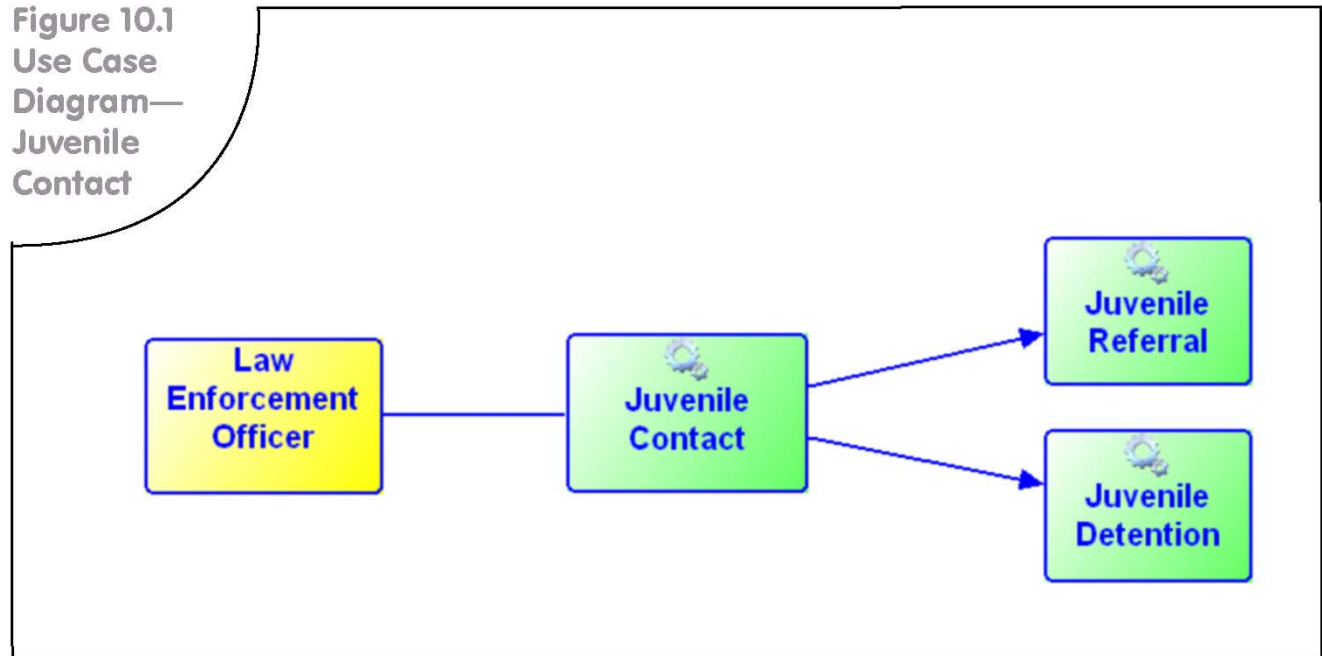 Figure 10.1
Use Case
Diagram—
Juvenile
Contact
Law
Enforcement
Officer
Juvenile
Contact
Juvenile
Referral
Juvenile
Detention